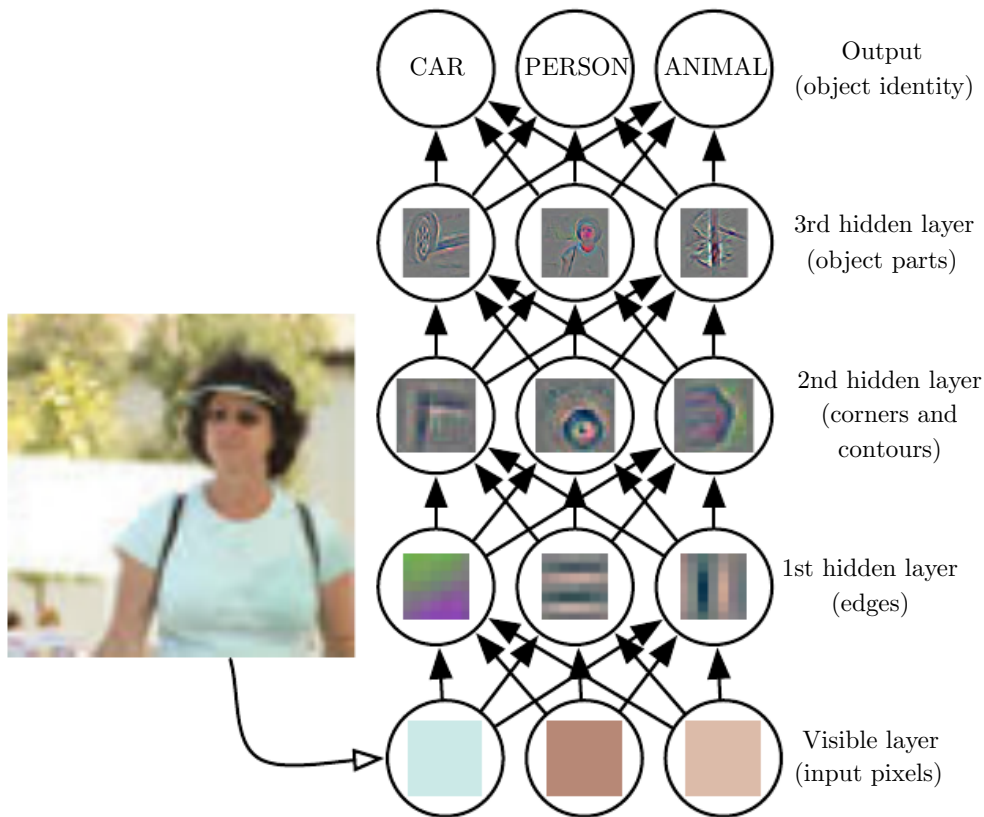 CAR
PERSON
ANIMAL
Output
(object identity)
3rd hidden layer
(object parts)
2nd hidden layer
(corners and
contours)
1st hidden layer
(edges)
Visible layer
(input pixels)